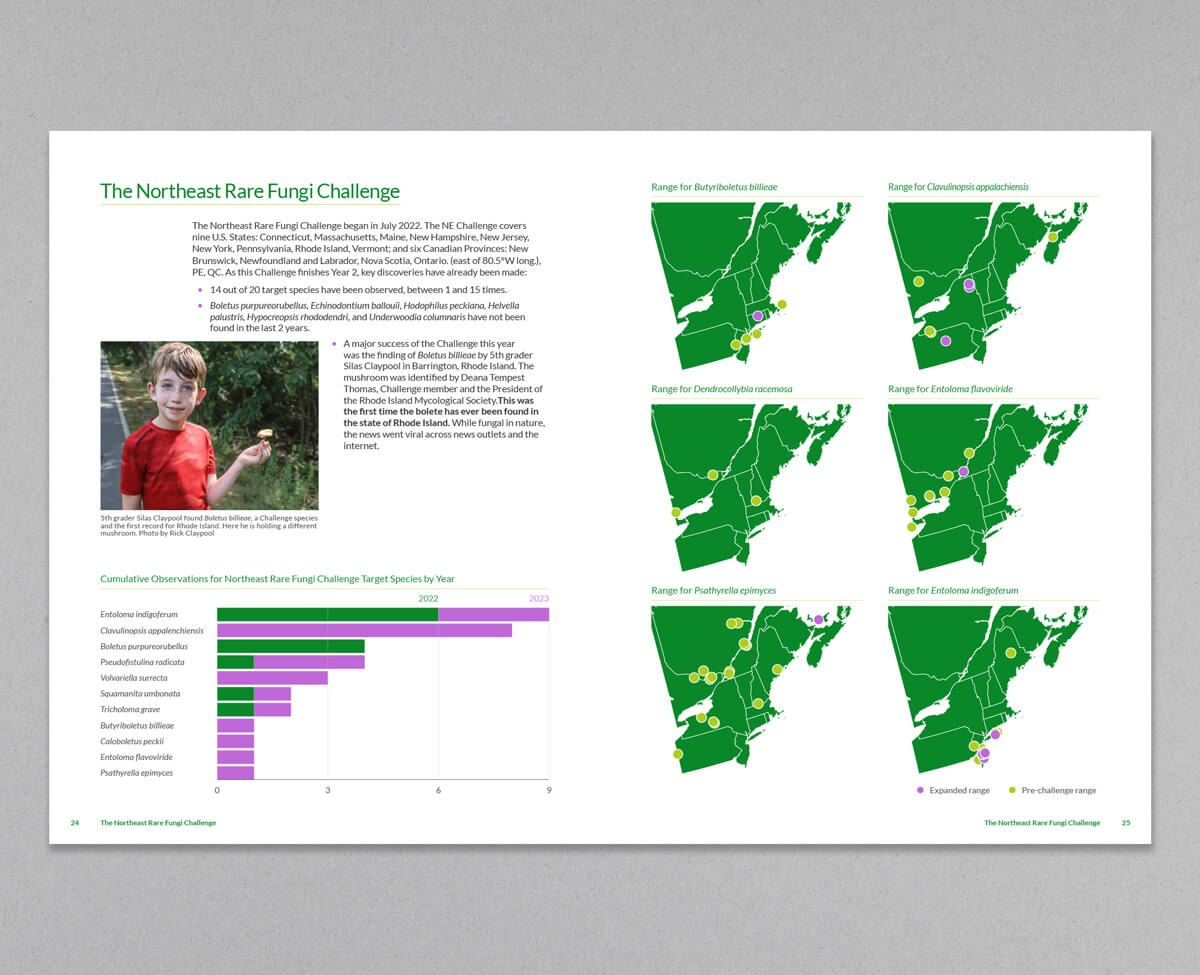 The Northeast Rare Fungi Challenge
The Northeast Rare Fungi Challenge began in July 2022. The NE Challenge covers
nine U.S. States: Connecticut, Massachusetts, Maine, New Hampshire, New Jersey,
New York, Pennsylvania, Rhode Island, Vermont; and six Canadian Provinces: New
Brunswick, Newfoundland and Labrador, Nova Scotia, Ontario. (east of 80.5°W long.),
PE, QC. As this Challenge finishes Year 2, key discoveries have already been made:
• 14 out of 20 target species have been observed, between 1 and 15 times.
• Boletus purpureorubellus, Echinodontium ballouii, Hodophilus peckiana, Helvella
palustris, Hypocreopsis rhododendri, and Underwoodia columnaris have not been
found in the last 2 years.
• A major success of the Challenge this year
was the finding of Boletus billieae by 5th grader
Silas Claypool in Barrington, Rhode Island. The
mushroom was identified by Deana Tempest
Thomas, Challenge member and the President of
the Rhode Island Mycological Society.This was
the first time the bolete has ever been found in
the state of Rhode Island. While fungal in nature,
the news went viral across news outlets and the
internet.
5th grader Silas Claypool found Boletus billieae, a Challenge species
and the first record for Rhode Island. Here he is holding a different
mushroom. Photo by Rick Claypool
Cumulative Observations for Northeast Rare Fungi Challenge Target Species by Year
2022 2023
Entoloma indigoferum
Clavulinopsis appalenchiensis
Boletus purpureorubellus
Pseudofistulina radicata
Volvariella surrecta
Squamanita umbonata
Tricholoma grave
Butyriboletus billieae
Caloboletus peckii
Entoloma flavoviride
Psathyrella epimyces
0 3 6 9
24 The Northeast Rare Fungi Challenge
Range for Butyriboletus billieae
Range for Clavulinopsis appalachiensis
Range for Dendrocollybia racemosa
Range for Entoloma flavoviride
Range for Psathyrella epimyces
Range for Entoloma indigoferum
Expanded range Pre-challenge range
The Northeast Rare Fungi Challenge 25